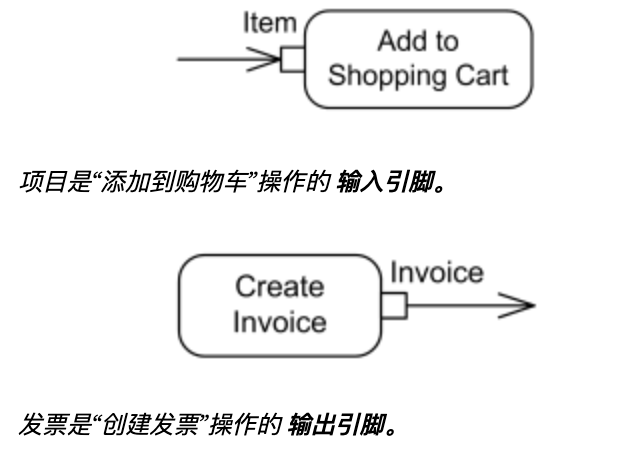 Item
Add to
Shopping Cart
项目是“添加到购物车”操作的 输入引脚。
Invoice
Create
Invoice
发票是“创建发票”操作的 输出引脚。